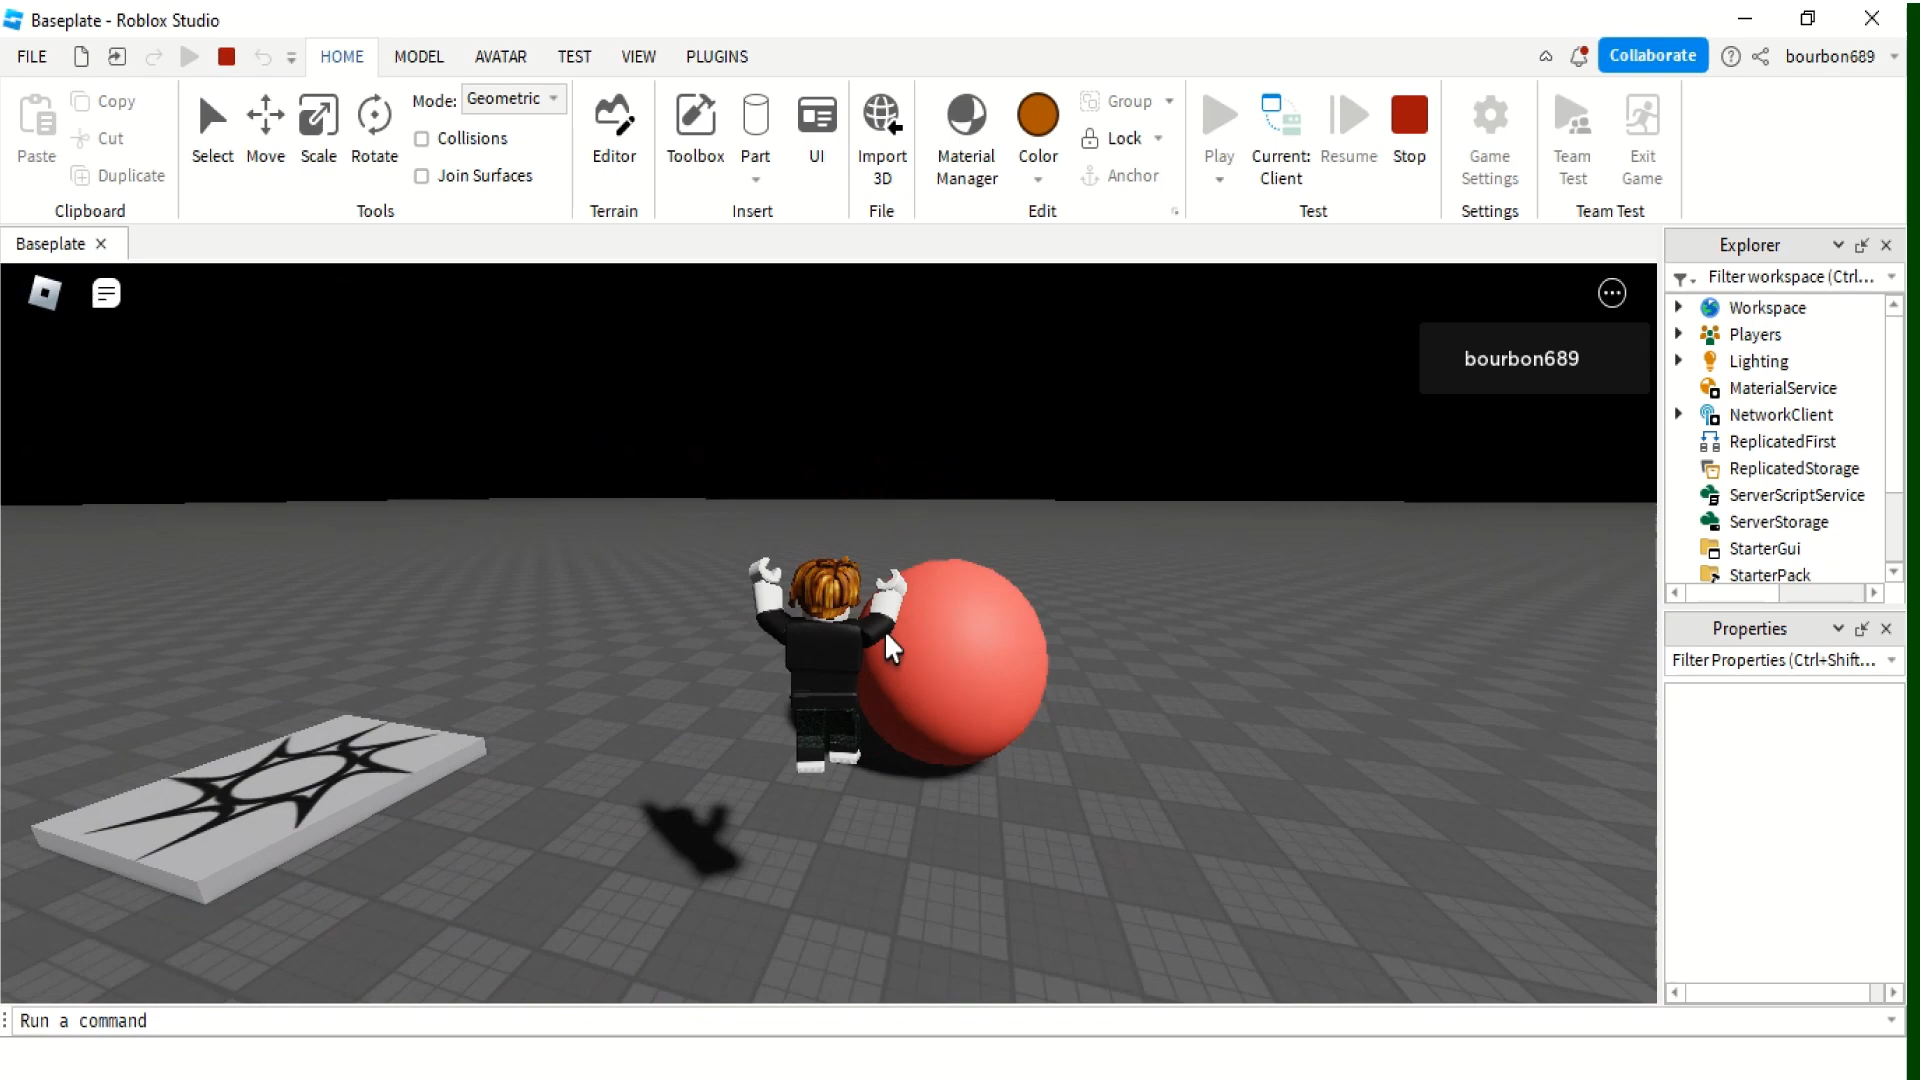 Baseplate - Roblox Studio
FILE HOME MODEL AVATAR TEST VIEW PLUGINS Collaborate bourbon689
Paste Copy Cut Duplicate
Clipboard
Select Move Scale Rotate Mode: Geometric
Collisions
Join Surfaces
Tools
Editor
Terrain
Toolbox Part UI
Insert
Import 3D
File
Material Manager Color Group Lock Anchor
Edit
Play Current: Client Resume Stop
Test
Game Settings
Settings
Team Test Exit Game
Team Test
Baseplate
bourbon689
Explorer
Filter workspace (Ctrl...
Workspace
Players
Lighting
MaterialService
NetworkClient
ReplicatedFirst
ReplicatedStorage
ServerScriptService
ServerStorage
StarterGui
StarterPack
Properties
Filter Properties (Ctrl+Shift...
Run a command